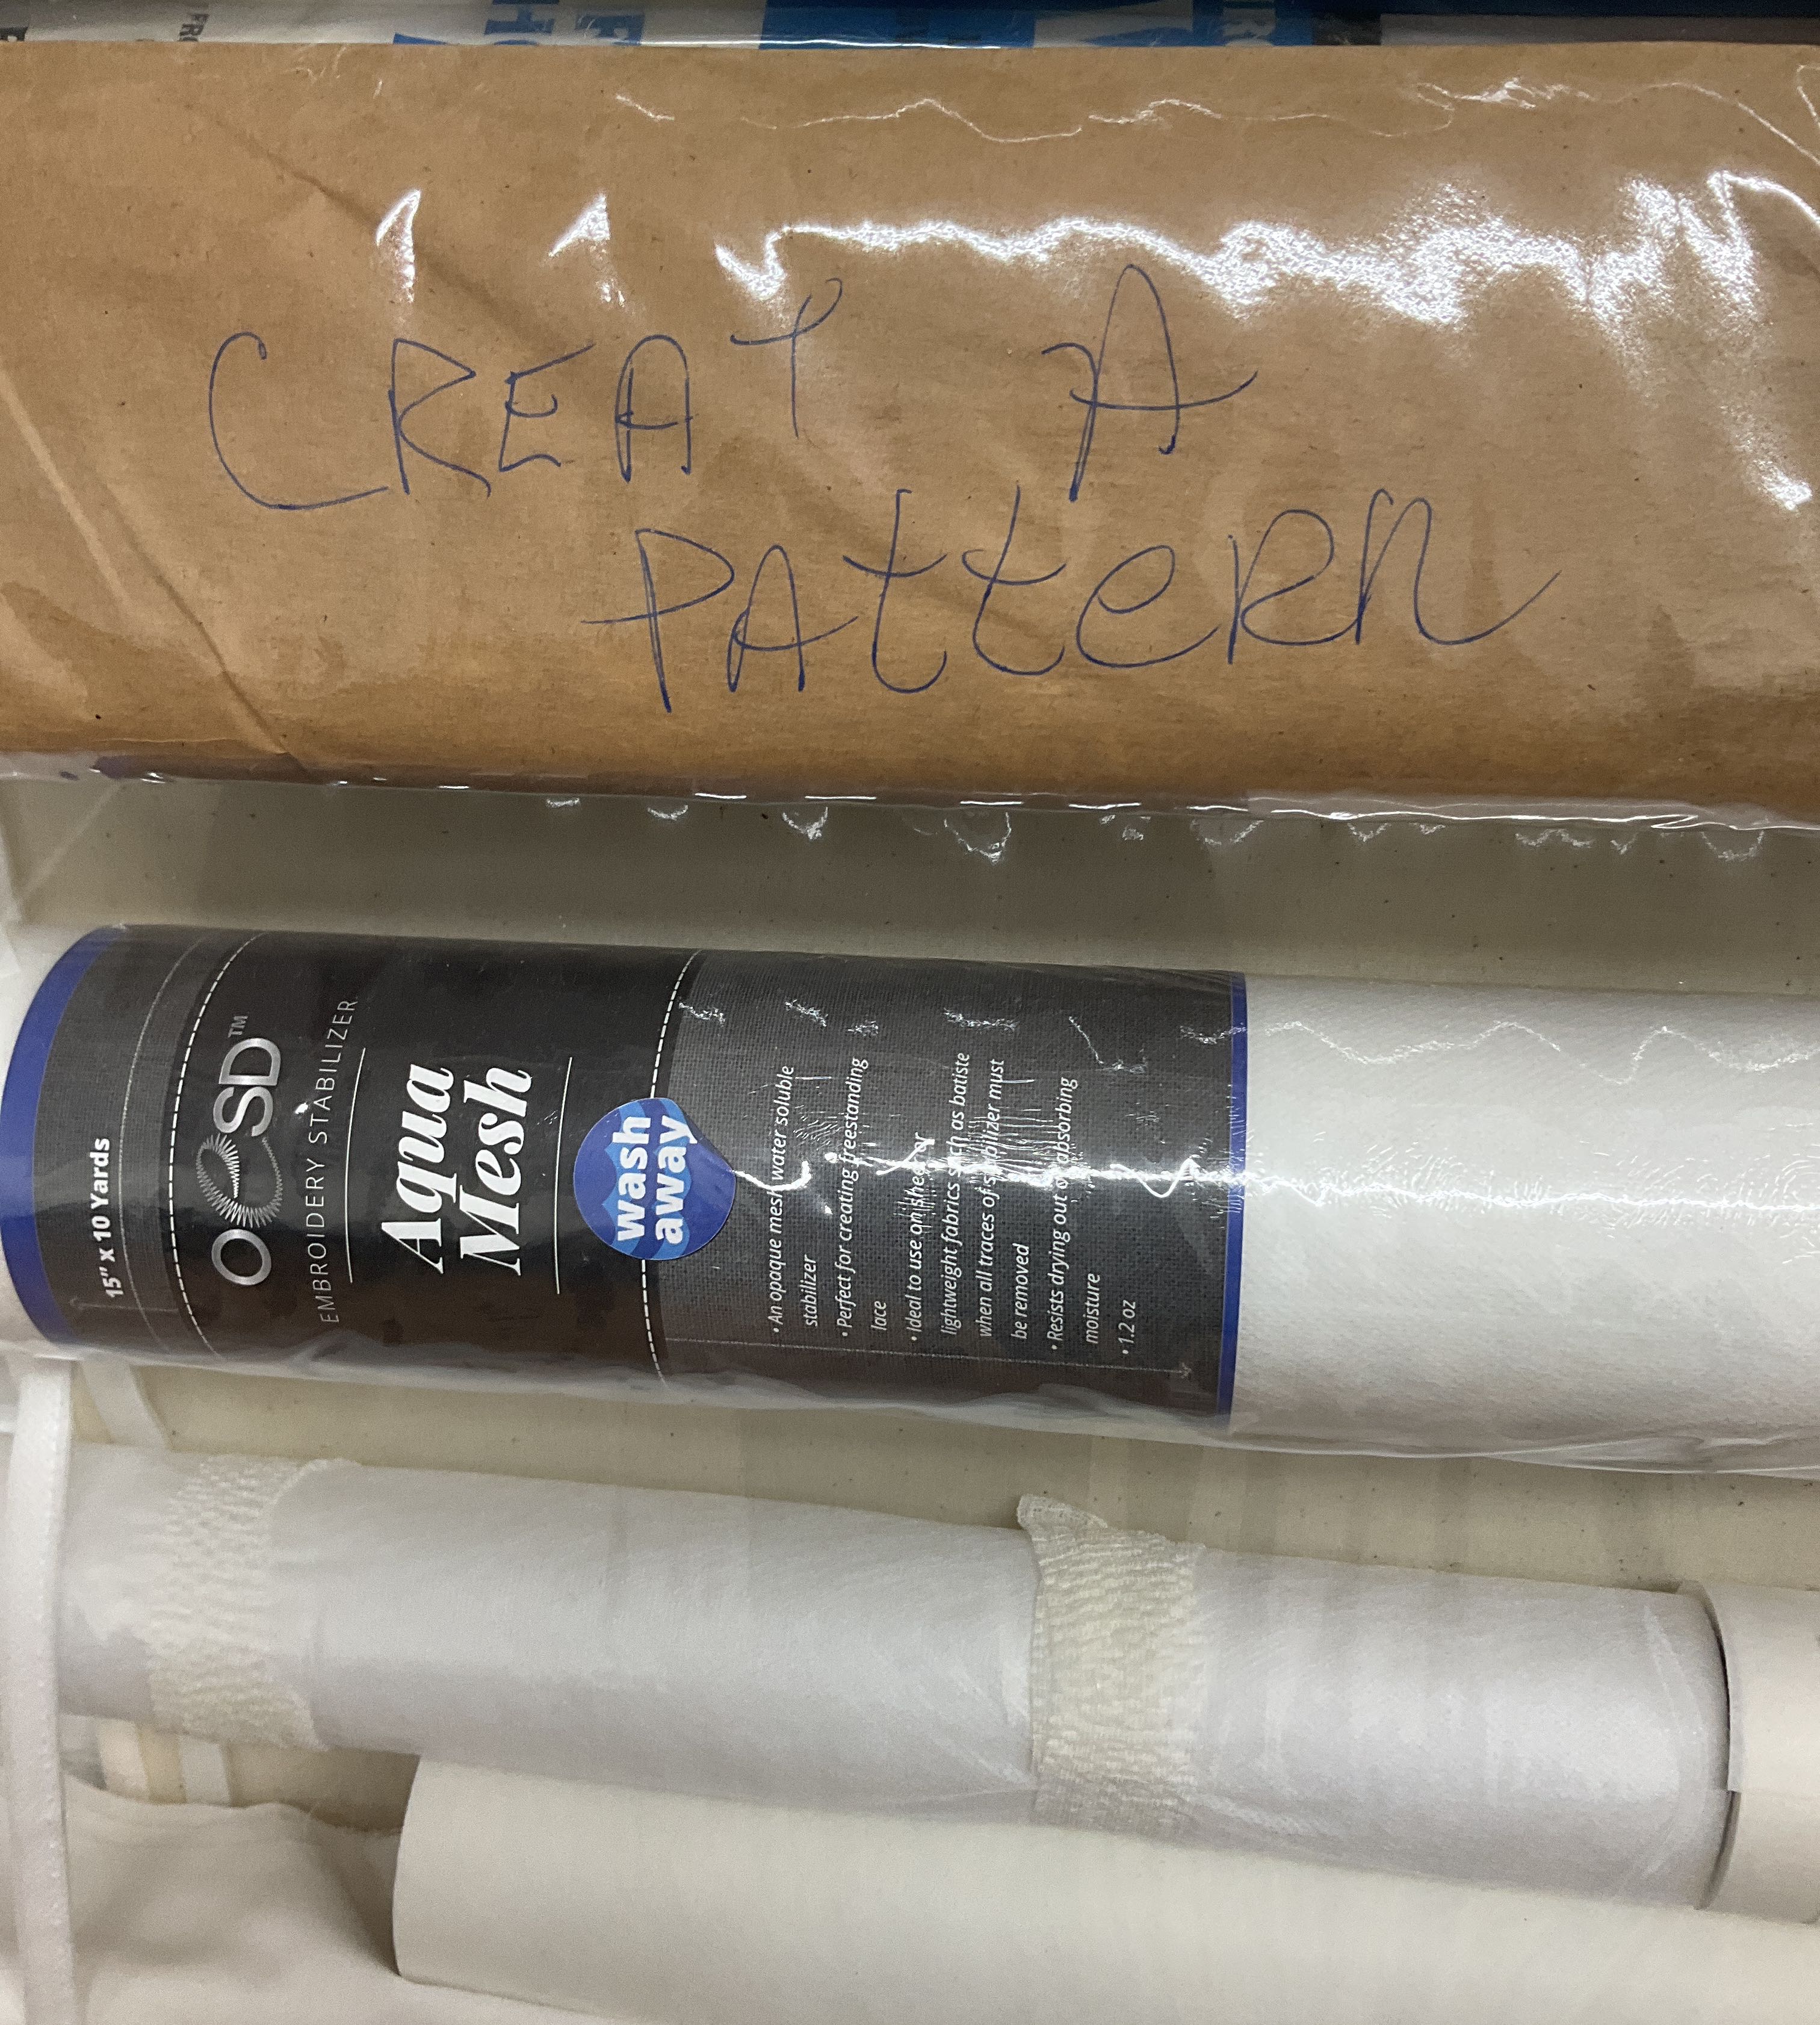 CREAT A
PAtteRn
15" x 10 Yards
OESD™
EMBROIDERY STABILIZER
Aqua
Mesh
wash
away
• An opaque mesh water soluble
stabilizer
• Perfect for creating freestanding
lace
• Ideal to use on sheer or
lightweight fabrics such as batiste
when all traces of stabilizer must
be removed
• Resists drying out or absorbing
moisture
• 1.2 oz